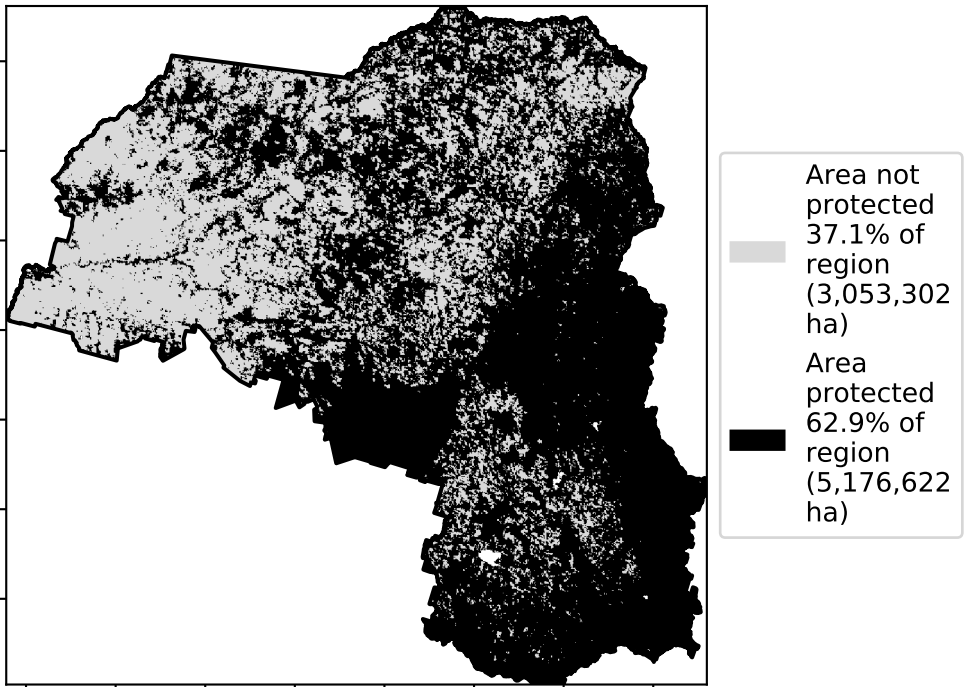 Area not
protected
37.1% of
region
(3,053,302
ha)
Area
protected
62.9% of
region
(5,176,622
ha)